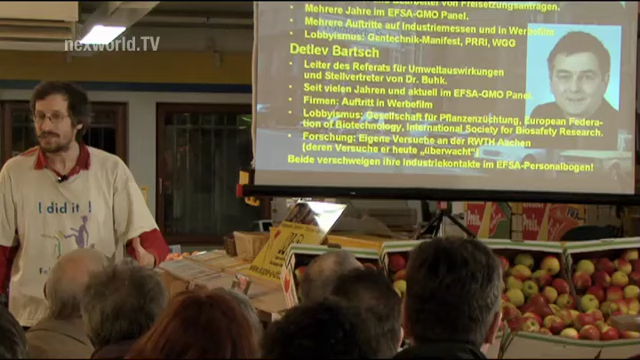 nexworld.TV
Mehrere Jahre im EFSA-GMO Panel.
Mehrere Auftritte auf Industriemessen und in Werbefilm
Lobbyismus: Gentechnik-Manifest, PRRI, WGG
Detlev Bartsch
Leiter des Referats für Umweltauswirkungen
und Stellvertreter von Dr. Buhk.
Seit vielen Jahren und aktuell im EFSA-GMO Panel.
Firmen: Auftritt in Werbefilm
Lobbyismus: Gesellschaft für Pflanzenzüchtung, European Federa-
tion of Biotechnology, International Society for Biosafety Research.
Forschung: Eigene Versuche an der RWTH Aachen
(deren Versuche er heute „überwacht“)
Beide verschweigen ihre Industriekontakte im EFSA-Personalbogen!
I did it!